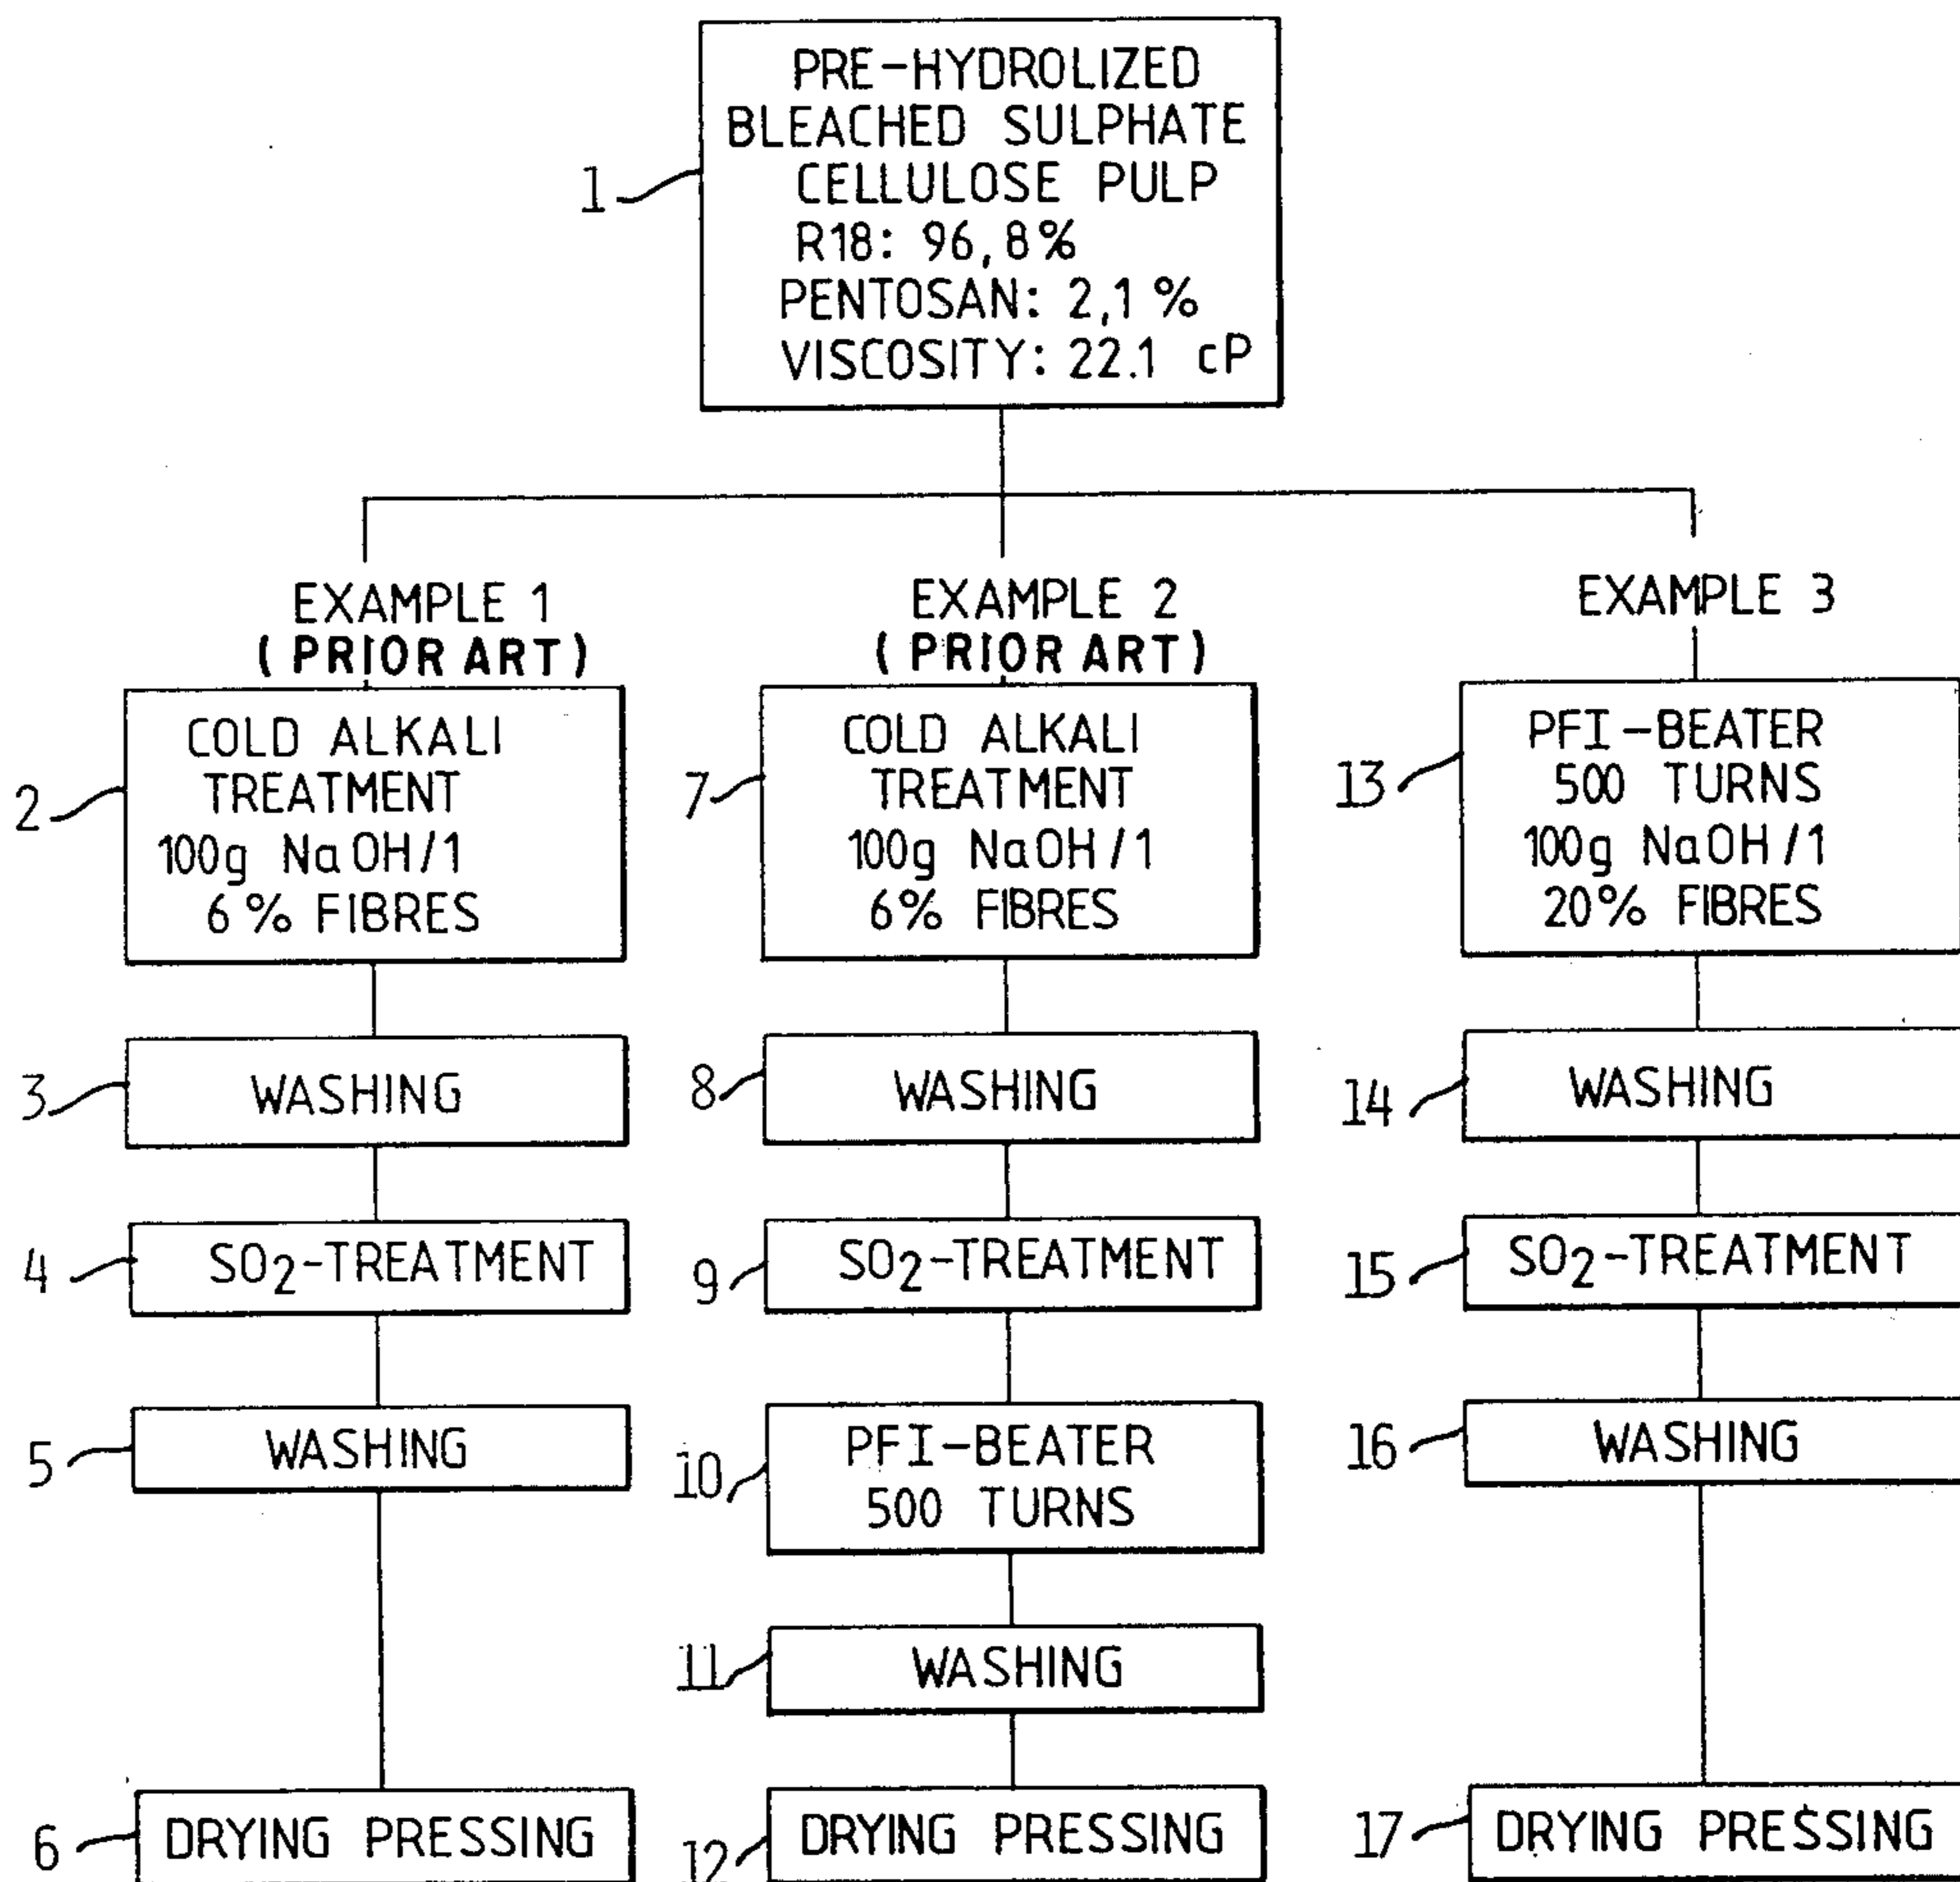 PRE-HYDROLIZED
BLEACHED SULPHATE
CELLULOSE PULP
R18: 96,8%
PENTOSAN: 2,1 %
VISCOSITY: 22.1 cP
1
EXAMPLE 1
(PRIOR ART)
COLD ALKALI
TREATMENT
100g NaOH/1
6% FIBRES
2
WASHING
3
SO2-TREATMENT
4
WASHING
5
DRYING PRESSING
6
EXAMPLE 2
(PRIOR ART)
COLD ALKALI
TREATMENT
100g NaOH/1
6% FIBRES
7
WASHING
8
SO2-TREATMENT
9
PFI-BEATER
500 TURNS
10
WASHING
11
DRYING PRESSING
12
EXAMPLE 3
PFI-BEATER
500 TURNS
100g NaOH/1
20% FIBRES
13
WASHING
14
SO2-TREATMENT
15
WASHING
16
DRYING PRESSING
17